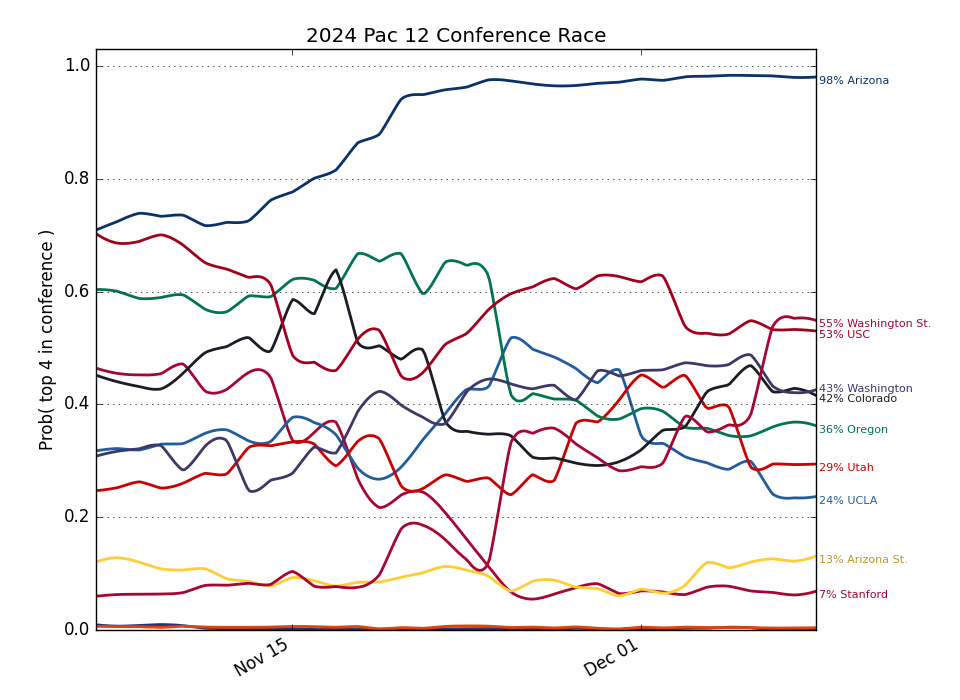 2024 Pac 12 Conference Race
Prob( top 4 in conference )
1.0
0.8
0.6
0.4
0.2
0.0
Nov 15
Dec 01
98% Arizona
55% Washington St.
53% USC
43% Washington
42% Colorado
36% Oregon
29% Utah
24% UCLA
13% Arizona St.
7% Stanford